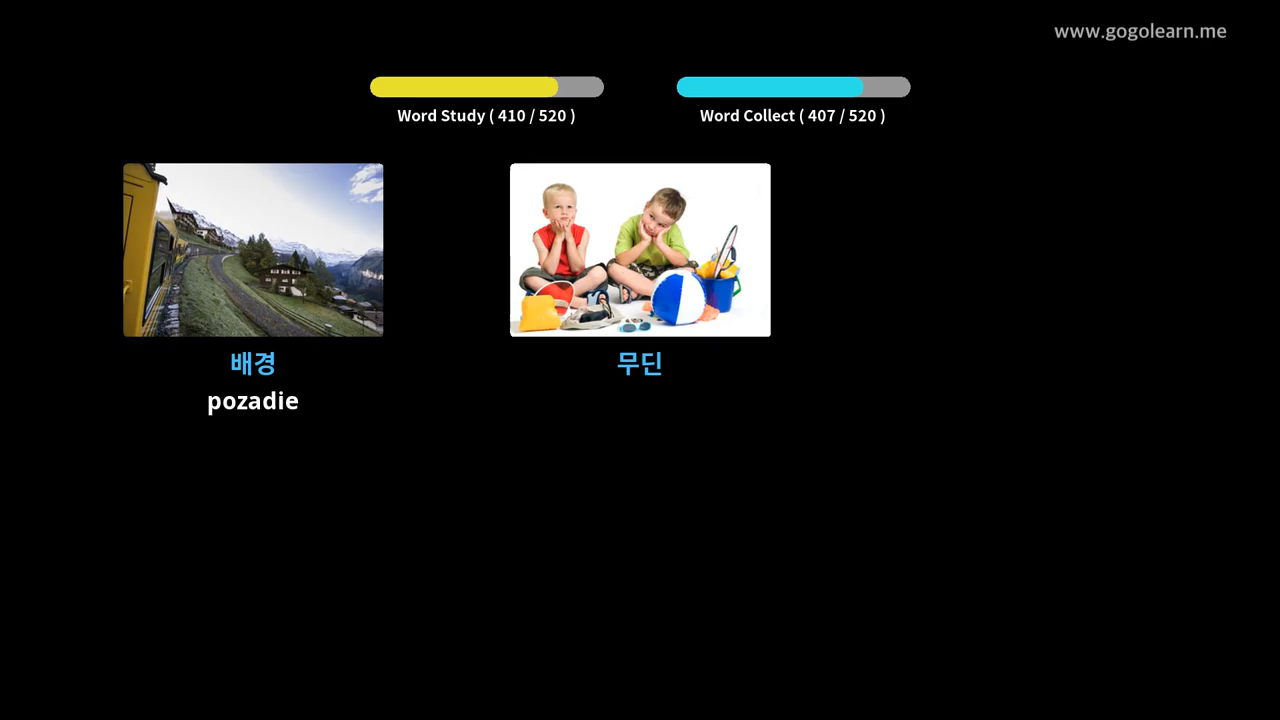 www.gogolearn.me
Word Study ( 410 / 520 )
Word Collect ( 407 / 520 )
배경
pozadie
무딘